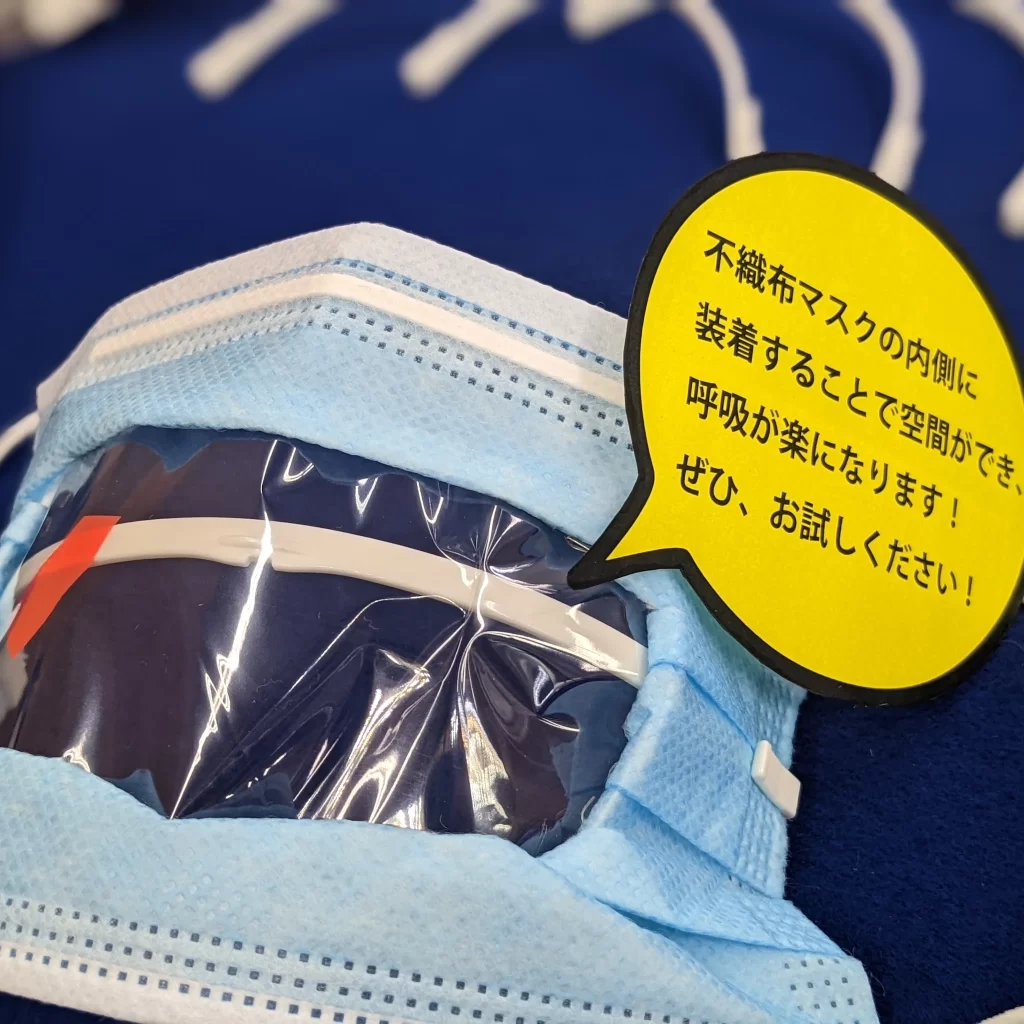 不織布マスクの内側に
装着することで空間ができ、
呼吸が楽になります！
ぜひ、お試しください！